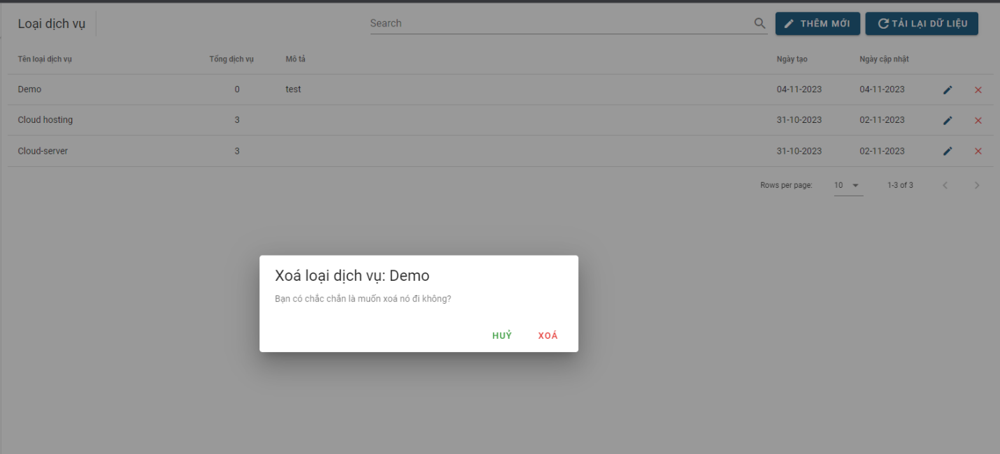 Loại dịch vụ Search THÊM MỚI TẢI LẠI DỮ LIỆU
Tên loại dịch vụ Tổng dịch vụ Mô tả Ngày tạo Ngày cập nhật
Demo 0 test 04-11-2023 04-11-2023
Cloud hosting 3 31-10-2023 02-11-2023
Cloud-server 3 31-10-2023 02-11-2023
Rows per page: 10 1-3 of 3
Xoá loại dịch vụ: Demo
Bạn có chắc chắn là muốn xoá nó đi không?
HUỶ XOÁ